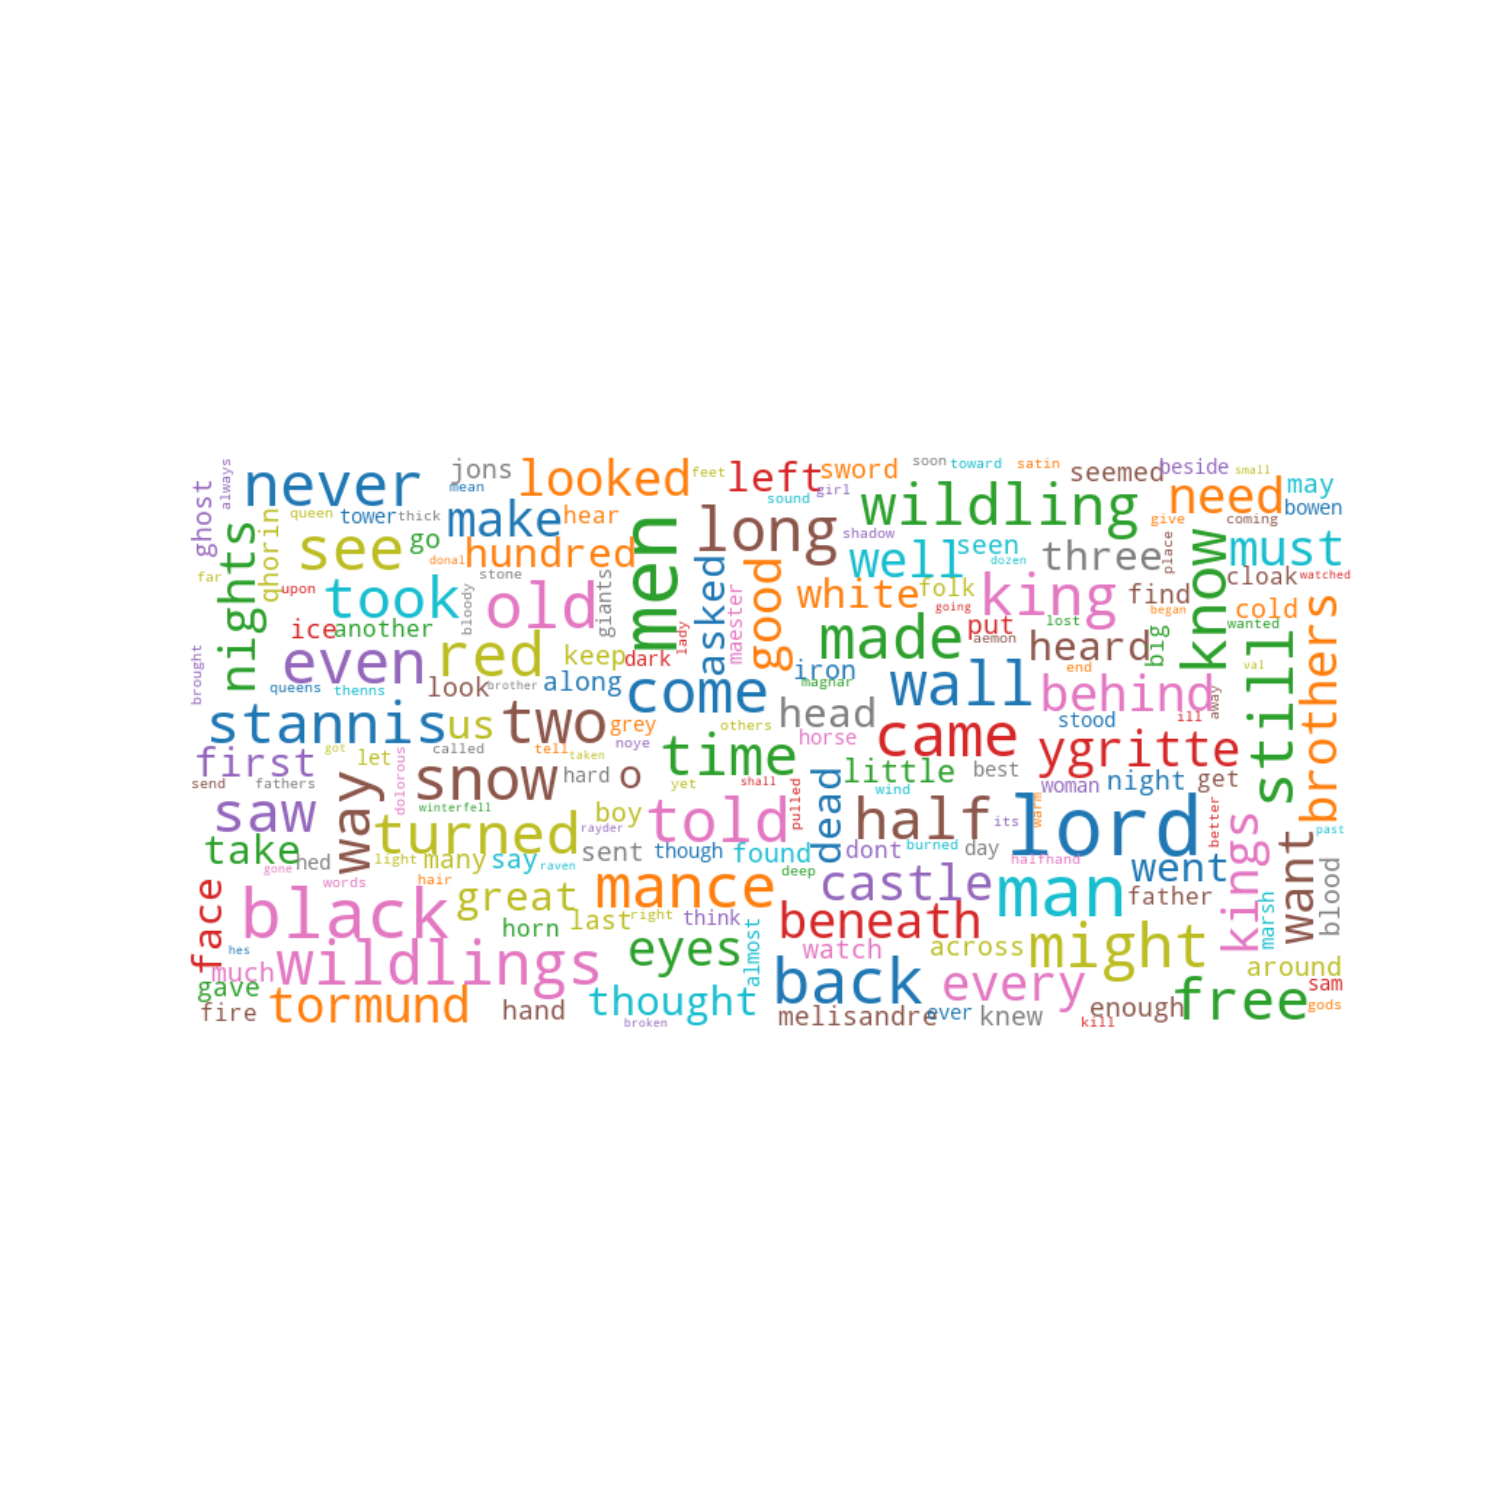 never
jons
looked
feet
left
sword
soon
toward
satin
seemed
beside
small
always
ghost
mean
sound
girl
wildling
need
may
bowen
queen
tower
thick
make
hear
men
long
shadow
give
coming
nights
qhorin
see
go
hundred
donal
well
seen
dozen
three
place
know
must
far
upon
took
stone
old
bloody
giants
asked
good
white
folk
king
find
cloak
watched
going
began
cold
brothers
ice
another
maester
lady
made
put
aemon
lost
heard
big
wanted
still
even
red
keep
dark
iron
magnar
end
val
brought
queens
thenns
look
brother
along
come
wall
behind
away
stannis
us
two
grey
head
others
stood
ill
first
got
let
called
tell
taken
noye
time
horse
came
ygritte
send
fathers
way
dolorous
snow
hard
o
yet
shall
little
best
woman
night
get
saw
winterfell
boy
rayder
told
pulled
dead
wind
half
its
warm
lord
better
kings
past
take
hed
turned
light
many
say
raven
sent
though
found
deep
dont
burned
day
halfhand
went
want
gone
words
hair
face
black
great
mance
castle
man
father
blood
horn
last
right
think
beneath
marsh
hes
much
wildlings
eyes
almost
watch
across
might
around
gave
back
every
sam
fire
tormund
hand
thought
broken
melisandre
ever
knew
enough
kill
free
gods